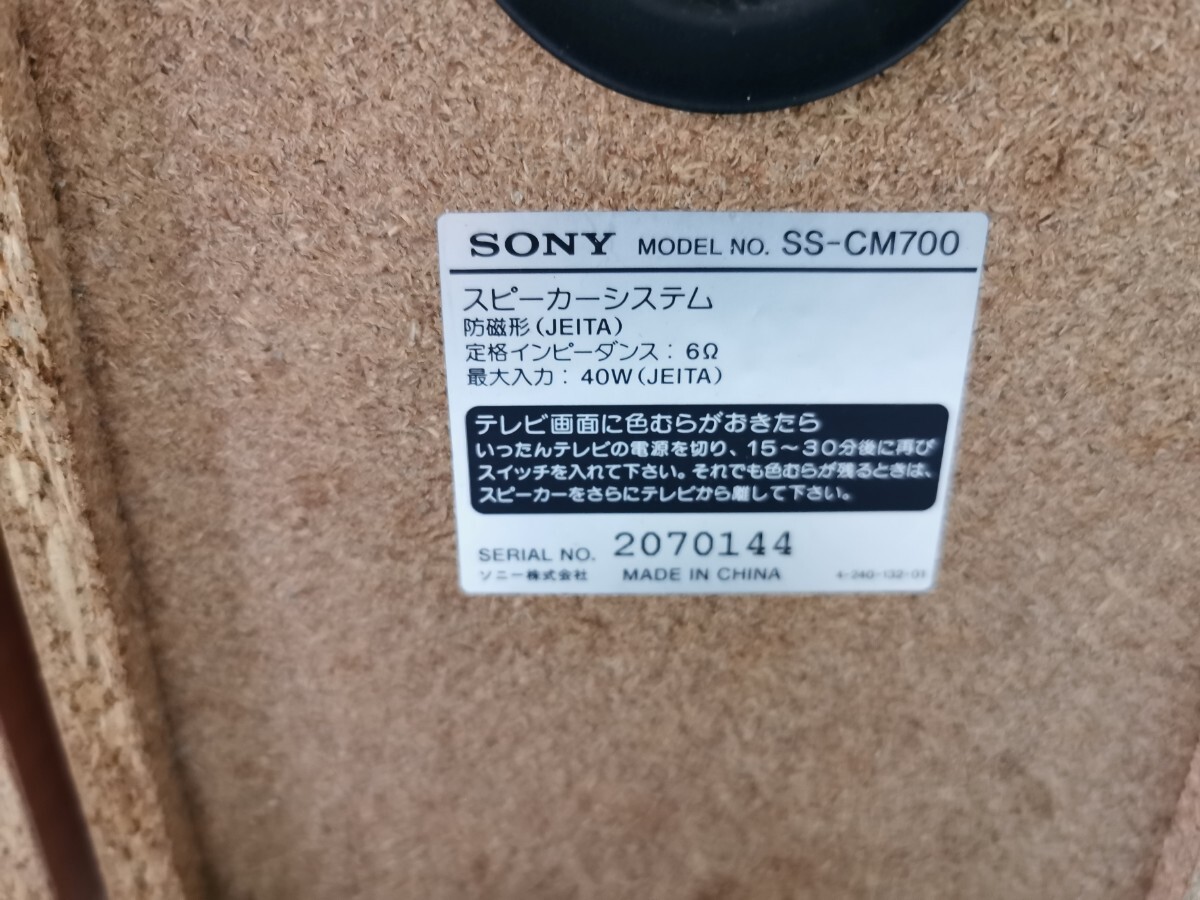 SONY MODEL NO. SS-CM700
スピーカーシステム
防磁形(JEITA)
定格インピーダンス: 6Ω
最大入力: 40W(JEITA)
テレビ画面に色むらがおきたら
いったんテレビの電源を切り、15〜30分後に再び
スイッチを入れて下さい。それでも色むらが残るときは、
スピーカーをさらにテレビから離して下さい。
SERIAL NO. 2070144
ソニー株式会社 MADE IN CHINA 4-240-132-01